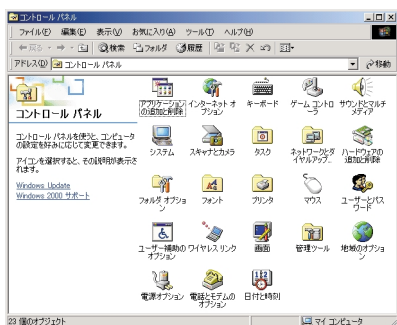 コントロール パネル
ファイル(F) 編集(E) 表示(V) お気に入り(A) ツール(T) ヘルプ(H)
戻る 検索 フォルダ 履歴
アドレス(D) コントロール パネル 移動
コントロール パネル
コントロール パネルを使うと、コンピュータ
の設定を好みに応じて変更できます。
アイコンを選択すると、その説明が表示さ
れます。
Windows Update
Windows 2000 サポート
アプリケーション
の追加と削除
インターネット オ
プション
キーボード
ゲーム コントロ
ーラ
サウンドとマルチ
メディア
システム
スキャナとカメラ
タスク
ネットワークとダ
イヤルアップ...
ハードウェアの
追加と削除
フォルダ オプショ
ン
フォント
プリンタ
マウス
ユーザーとパス
ワード
ユーザー補助の
オプション
ワイヤレス リンク
画面
管理ツール
地域のオプショ
ン
電源オプション
電話とモデムの
オプション
日付と時刻
23 個のオブジェクト
マイ コンピュータ